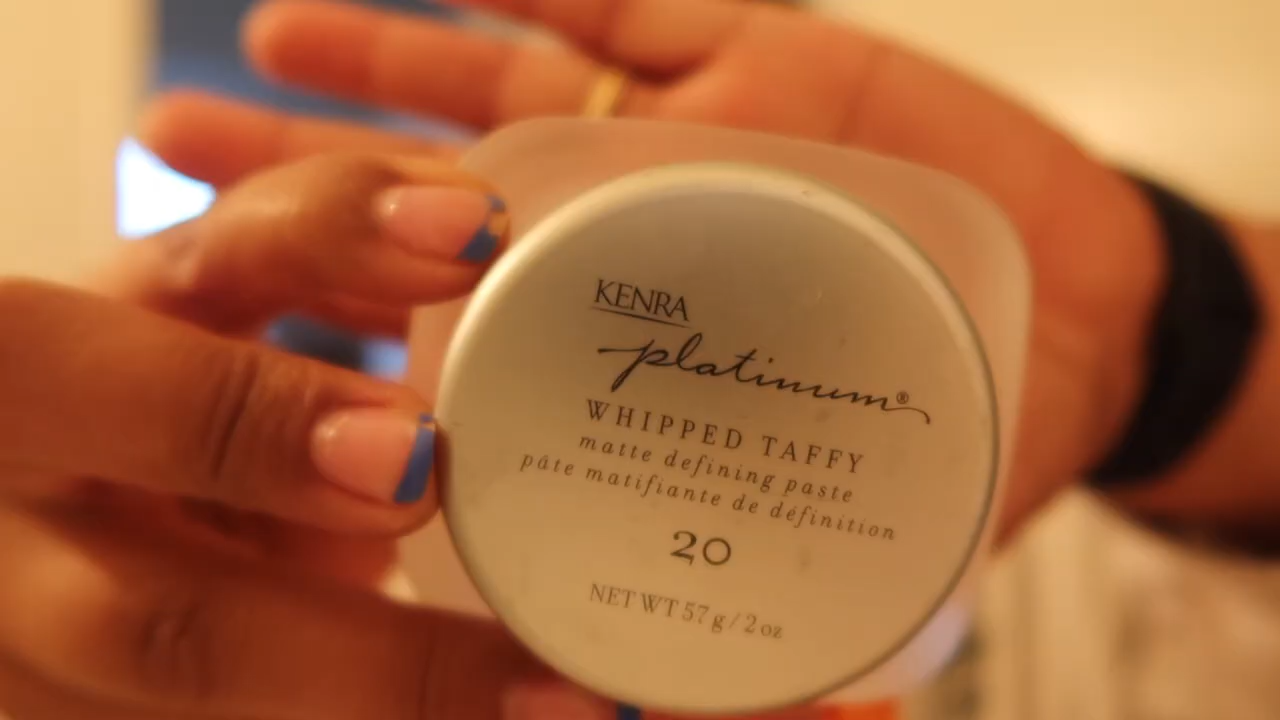 KENRA
platinum®
WHIPPED TAFFY
matte defining paste
pâte matifiante de définition
20
NET WT 57 g / 2 oz